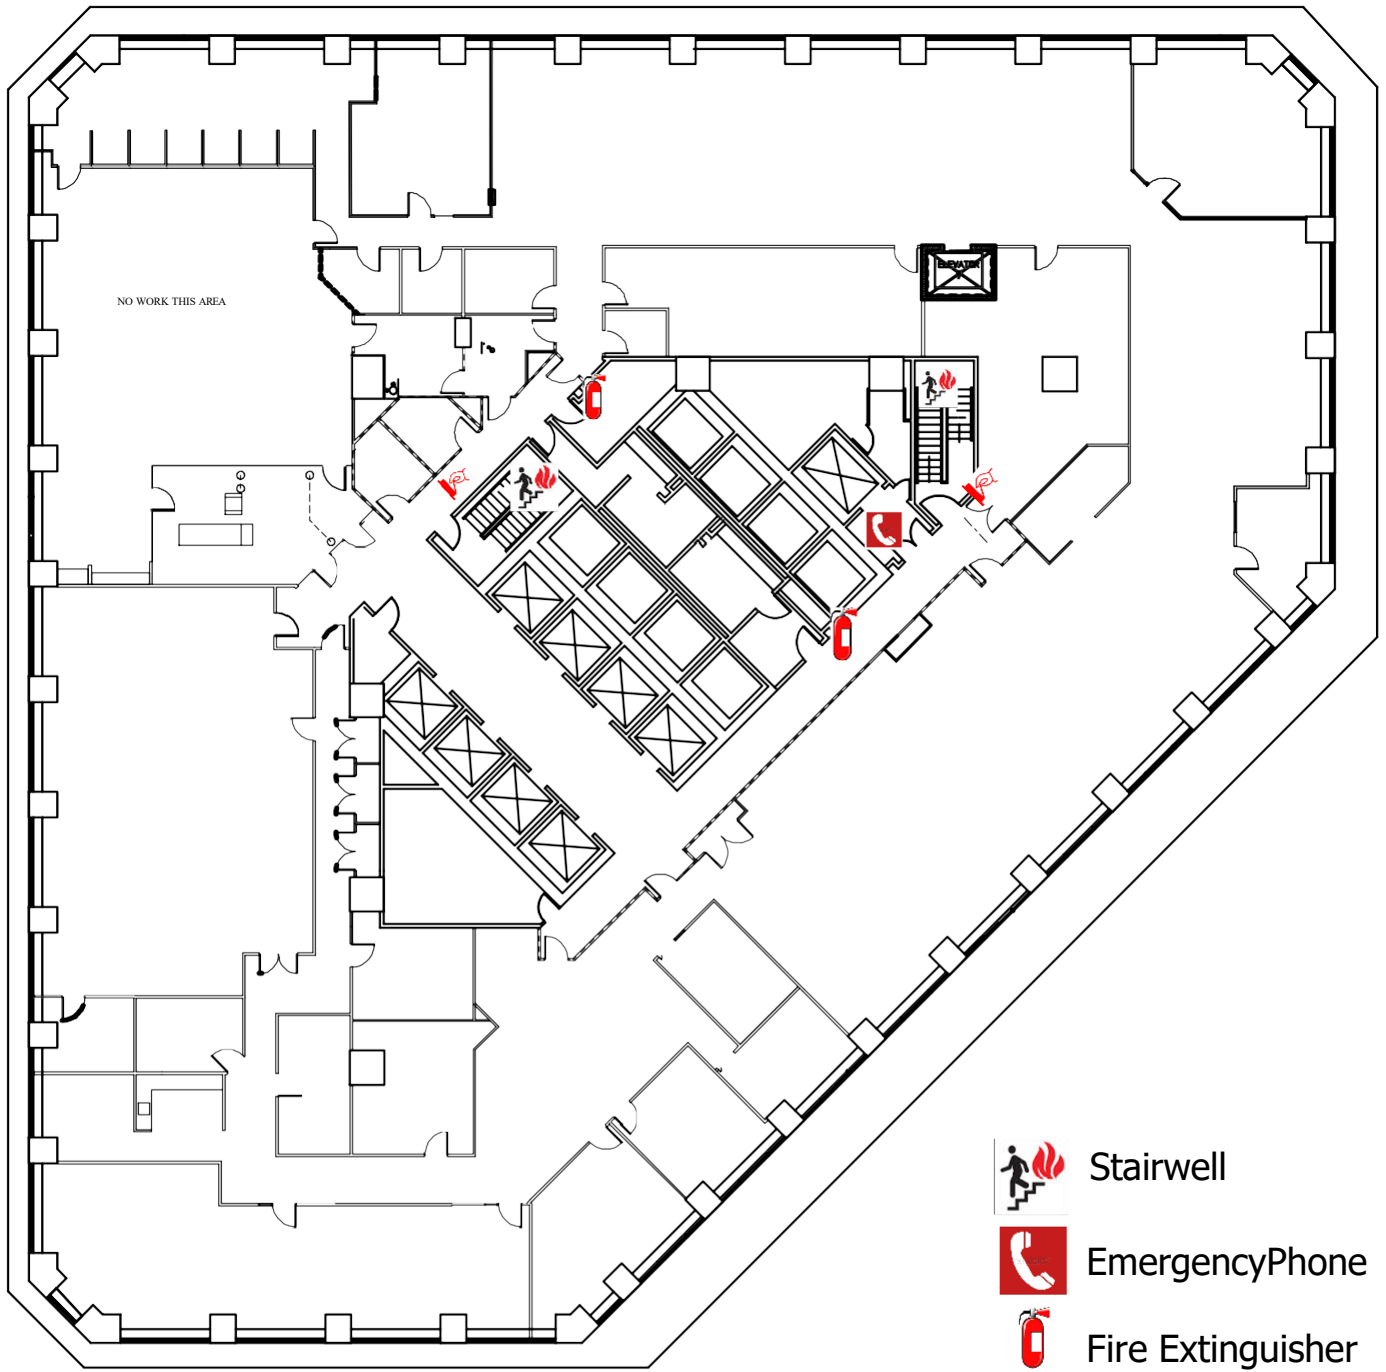 ELEVATOR
NO WORK THIS AREA
Stairwell
EmergencyPhone
Fire Extinguisher